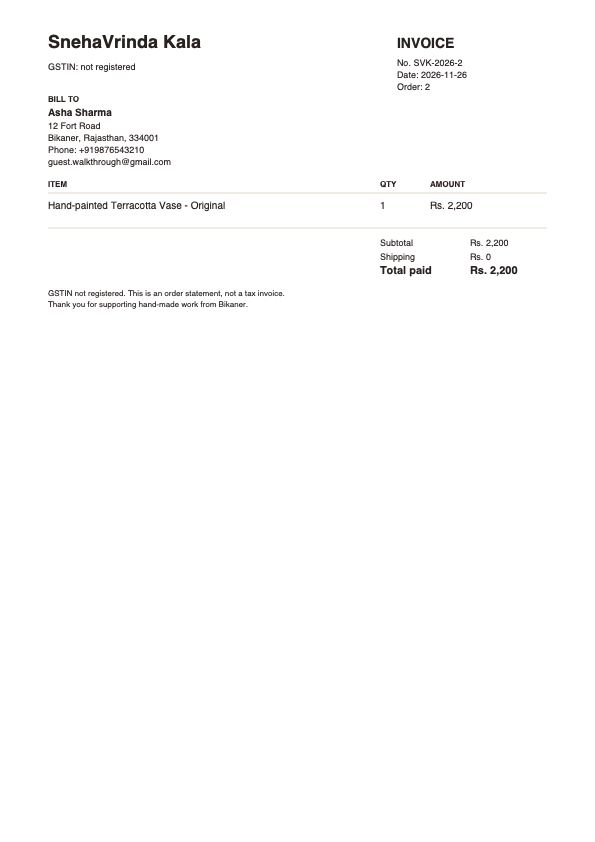 SnehaVrinda Kala
GSTIN: not registered
INVOICE
No. SVK-2026-2
Date: 2026-11-26
Order: 2
BILL TO
Asha Sharma
12 Fort Road
Bikaner, Rajasthan, 334001
Phone: +919876543210
guest.walkthrough@gmail.com
ITEM QTY AMOUNT
Hand-painted Terracotta Vase - Original 1 Rs. 2,200
Subtotal Rs. 2,200
Shipping Rs. 0
Total paid Rs. 2,200
GSTIN not registered. This is an order statement, not a tax invoice.
Thank you for supporting hand-made work from Bikaner.